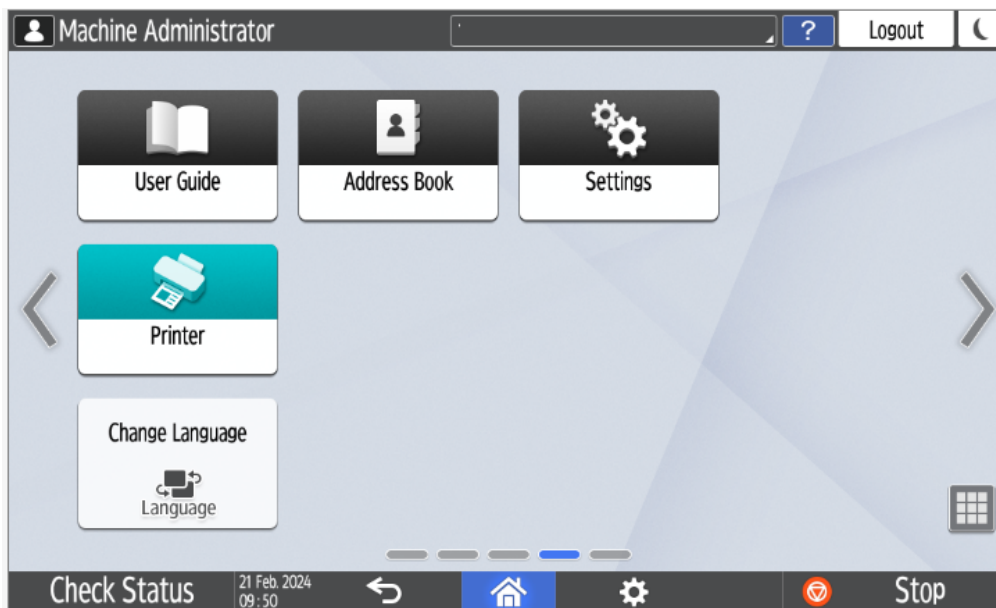 Machine Administrator
?
Logout
User Guide
Address Book
Settings
Printer
Change Language
Language
Check Status
21 Feb. 2024
09:50
Stop